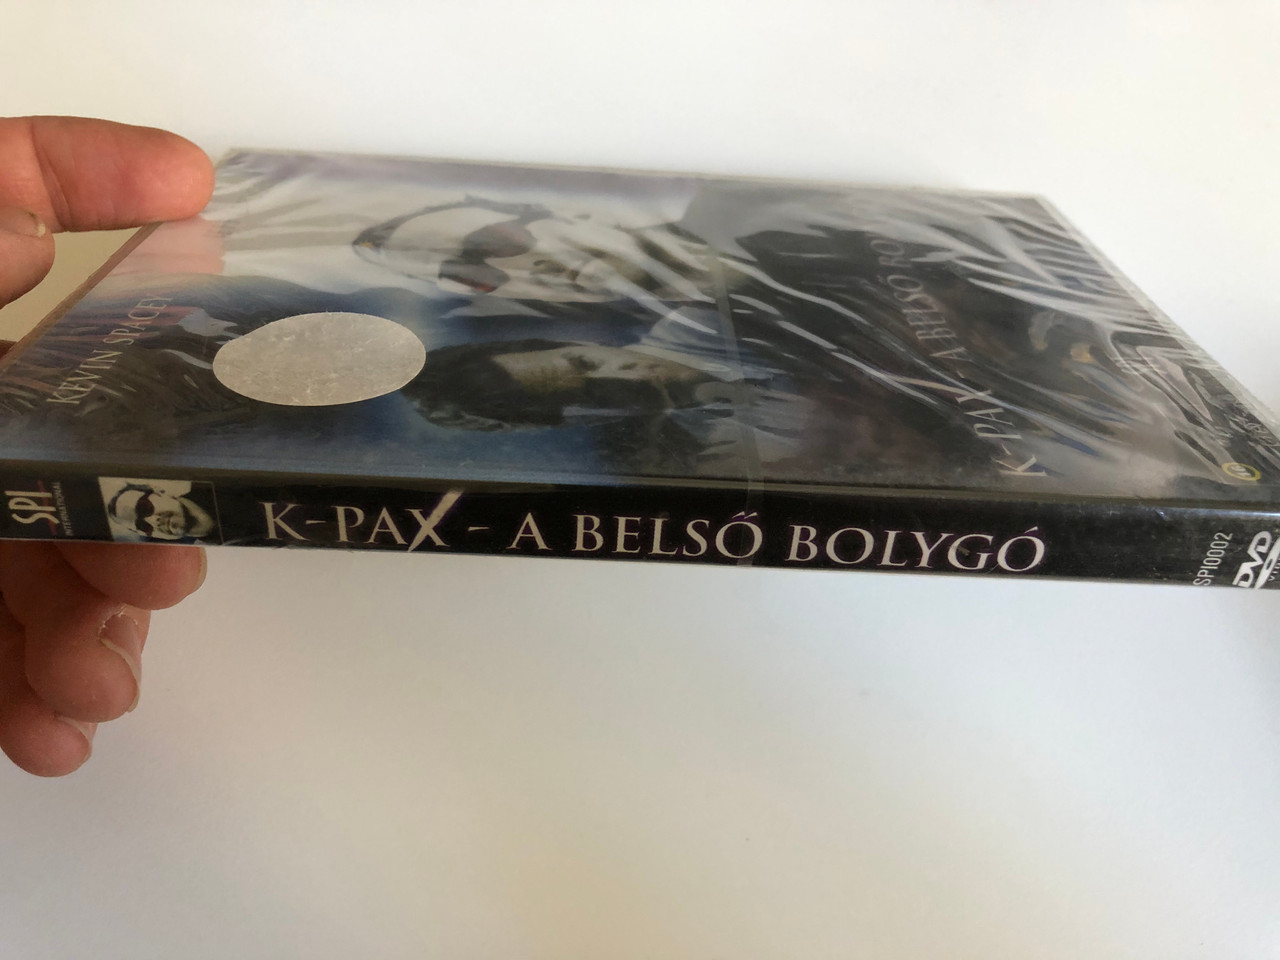 KEVIN SPACEY
K-PAX - A BELSŐ BO
SPI
INTERNATIONAL
K-PAX - A BELSŐ BOLYGÓ
SPI0002
DVD